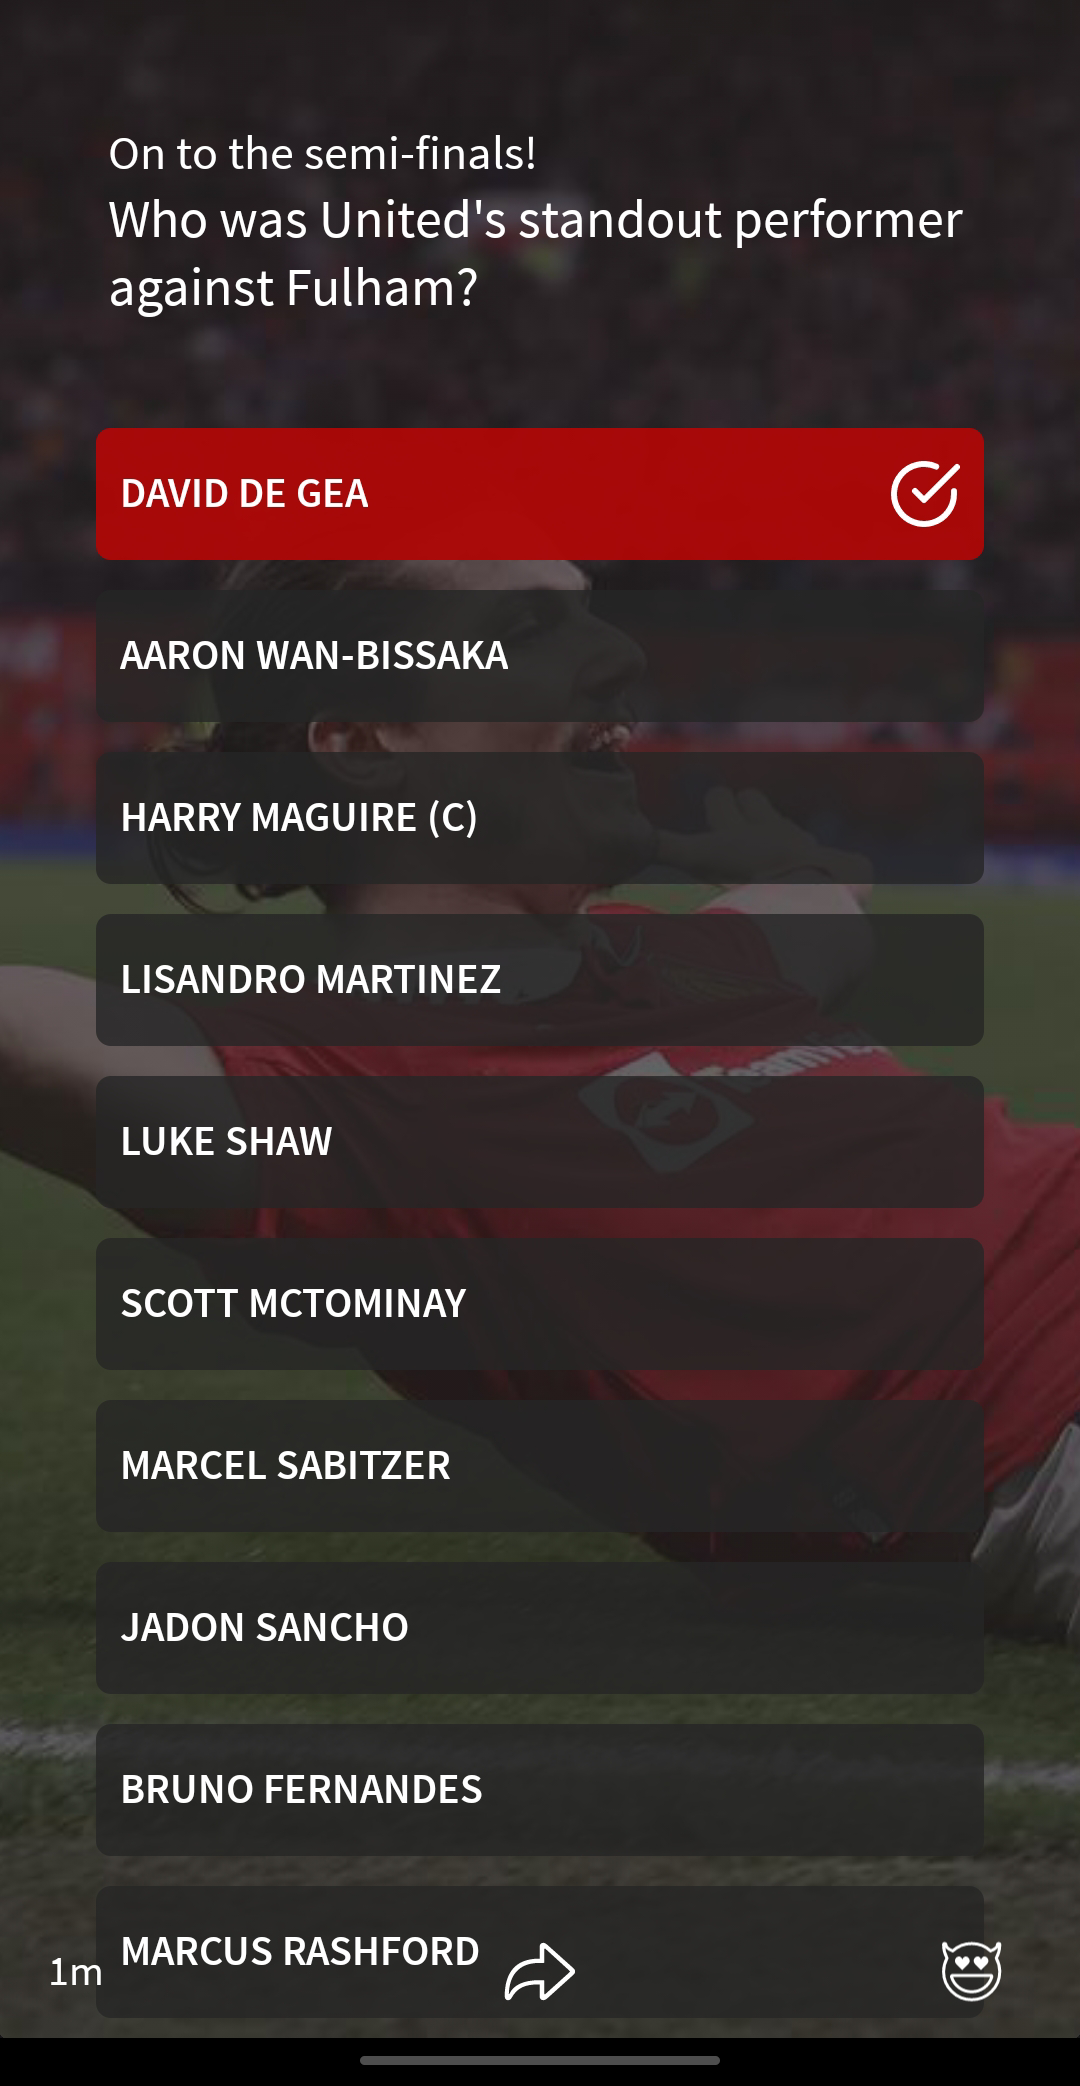 On to the semi-finals!
Who was United's standout performer
against Fulham?
DAVID DE GEA
AARON WAN-BISSAKA
HARRY MAGUIRE (C)
LISANDRO MARTINEZ
LUKE SHAW
SCOTT MCTOMINAY
MARCEL SABITZER
JADON SANCHO
BRUNO FERNANDES
MARCUS RASHFORD
1m